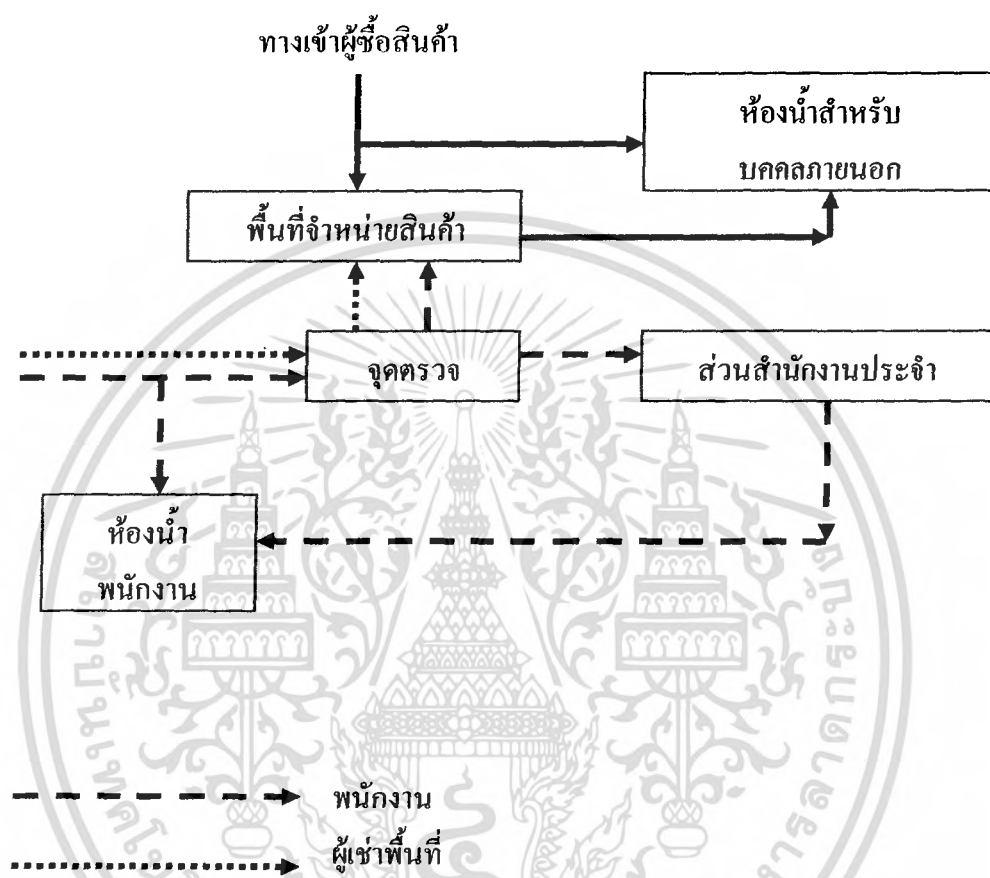 ทางเข้าผู้ซื้อสินค้า
ห้องน้ำสำหรับ
บุคคลภายนอก
พื้นที่จำหน่ายสินค้า
จุดตรวจ
ส่วนสำนักงานประจำ
ห้องน้ำ
พนักงาน
พนักงาน
ผู้เช่าพื้นที่